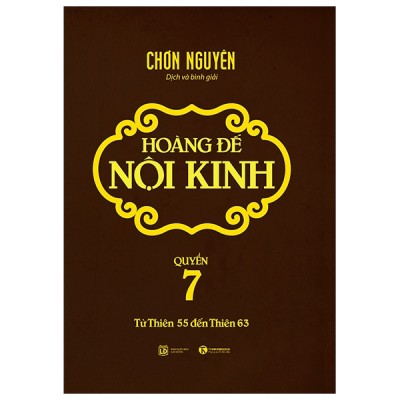 CHƠN NGUYÊN
Dịch và bình giải
HOÀNG ĐẾ
NỘI KINH
QUYỂN
7
Từ Thiên 55 đến Thiên 63